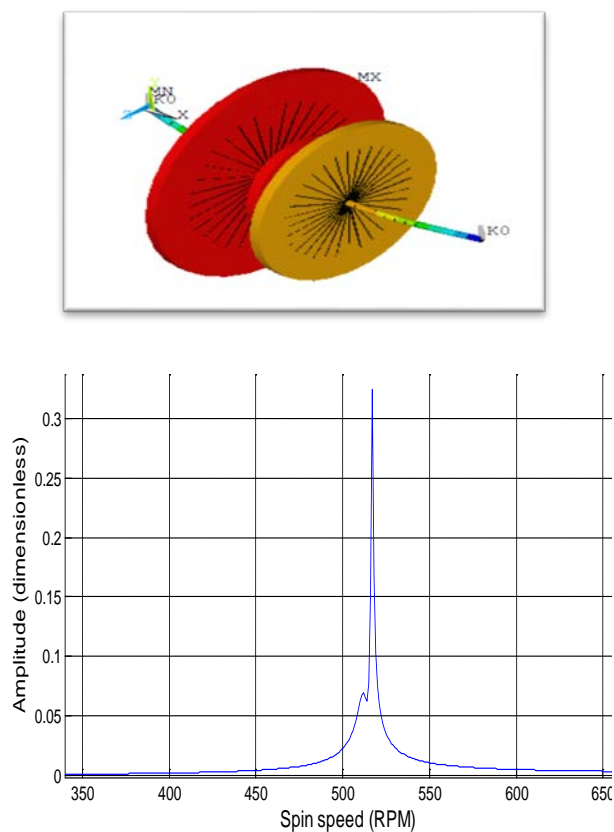 MX
Y
MN
KO
Z X
KO
0.3
0.25
0.2
0.15
0.1
0.05
0
Amplitude (dimensionless)
350 400 450 500 550 600 650
Spin speed (RPM)